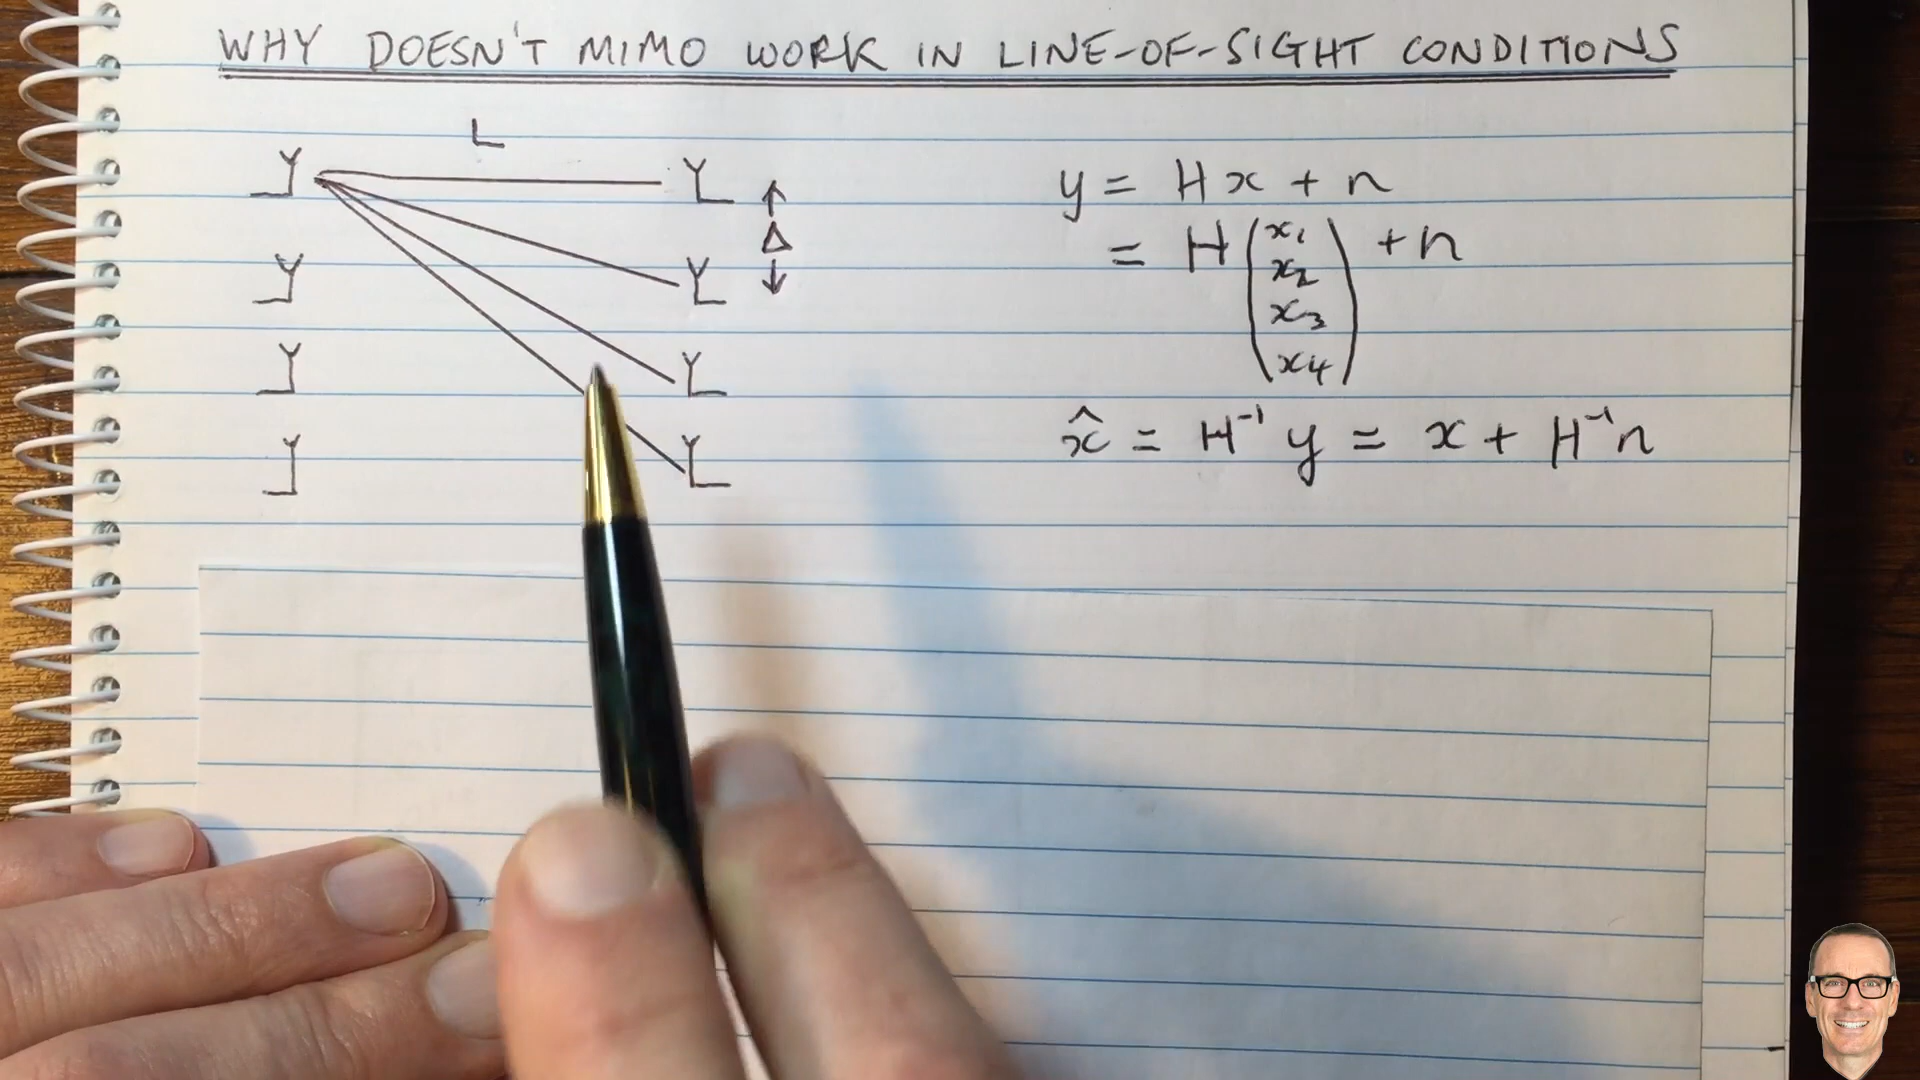 WHY DOESN'T MIMO WORK IN LINE-OF-SIGHT CONDITIONS
L
Δ
y = Hx + n
= H(x1 x2 x3 x4) + n
x̂ = H⁻¹y = x + H⁻¹n